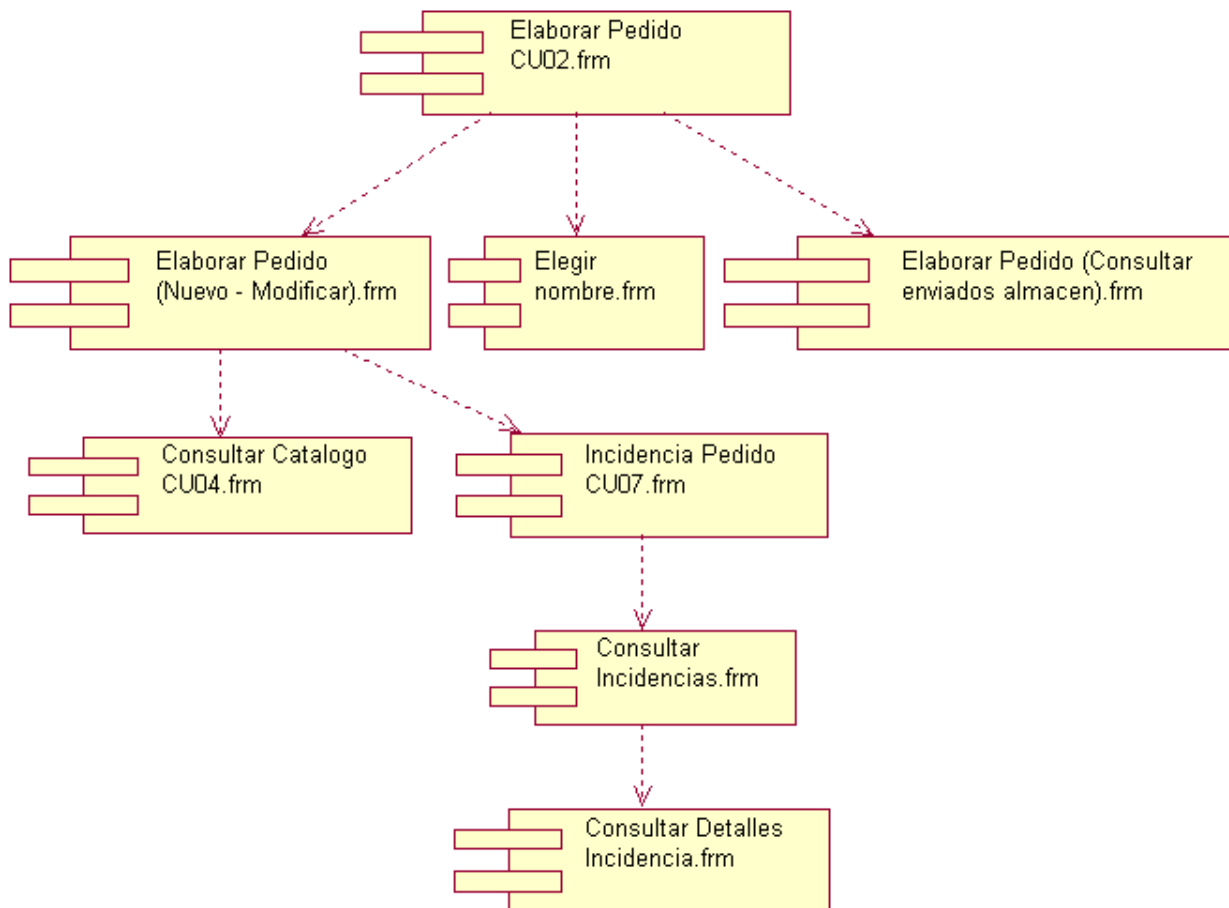 Elaborar Pedido
CU02.frm
Elaborar Pedido
(Nuevo - Modificar).frm
Elegir
nombre.frm
Elaborar Pedido (Consultar
enviados almacen).frm
Consultar Catalogo
CU04.frm
Incidencia Pedido
CU07.frm
Consultar
Incidencias.frm
Consultar Detalles
Incidencia.frm